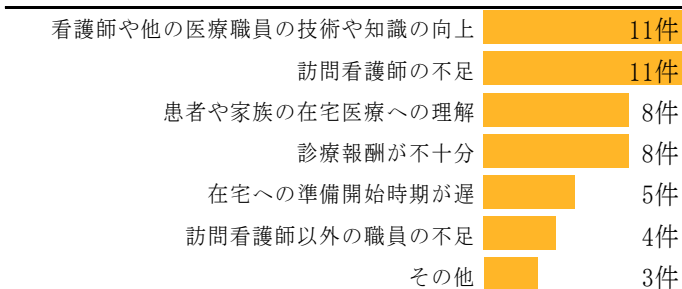 看護師や他の医療職員の技術や知識の向上 11件
訪問看護師の不足 11件
患者や家族の在宅医療への理解 8件
診療報酬が不十分 8件
在宅への準備開始時期が遅 5件
訪問看護師以外の職員の不足 4件
その他 3件